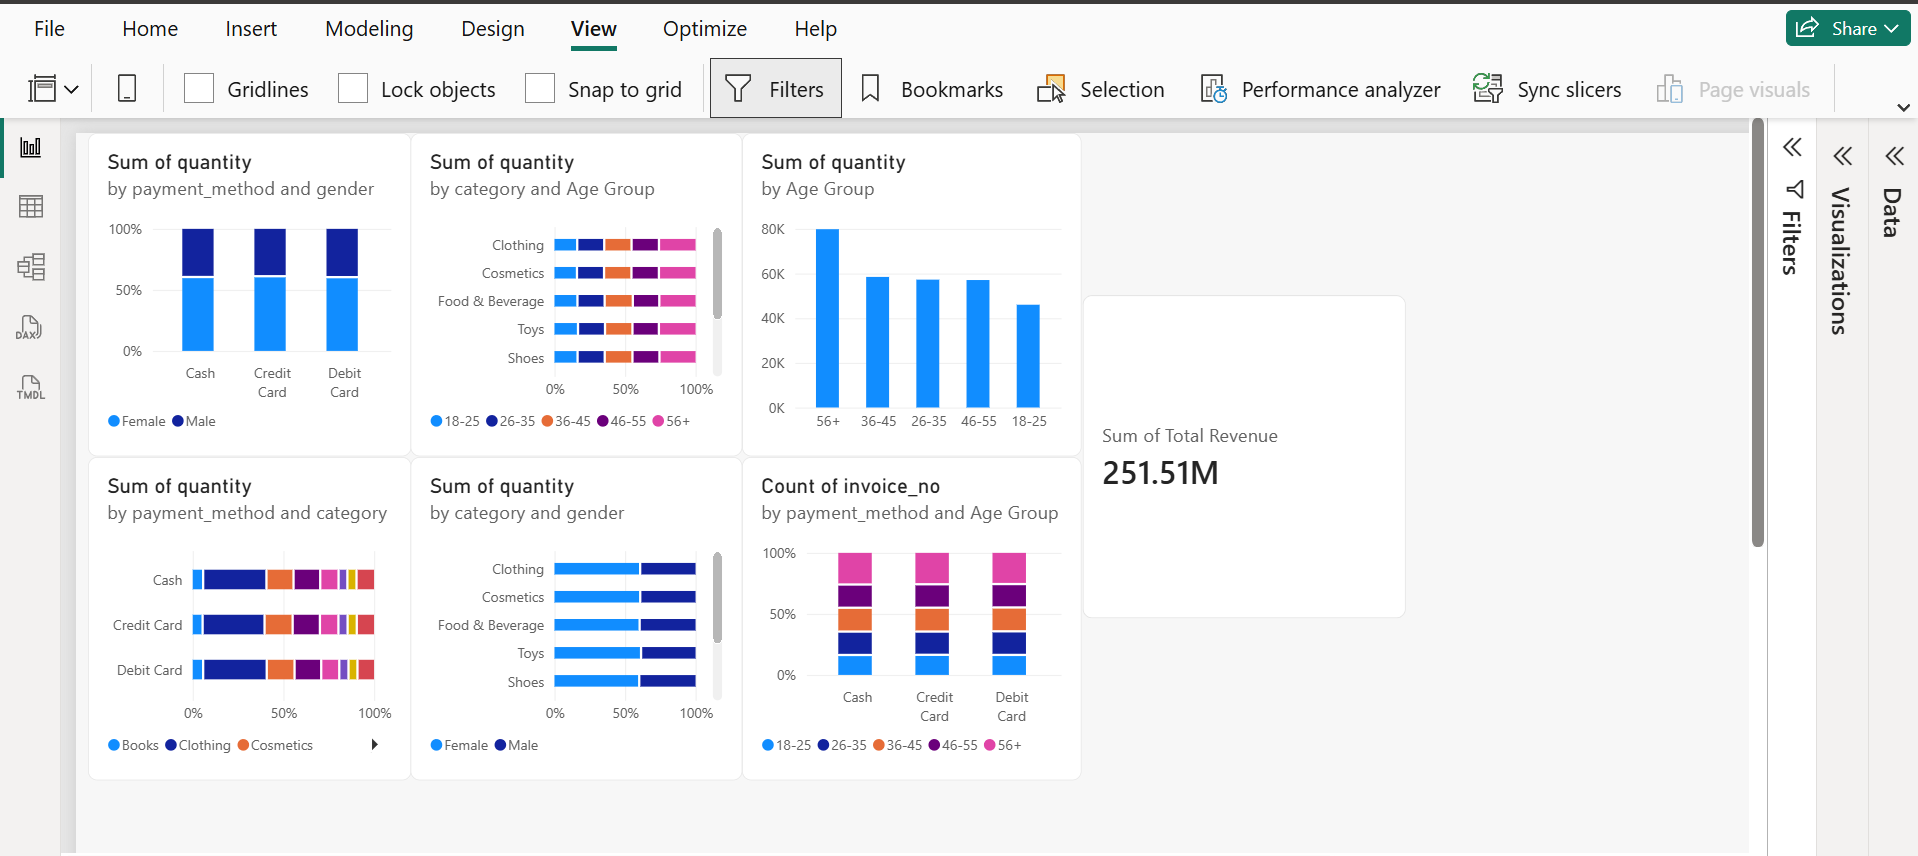 File Home Insert Modeling Design View Optimize Help Share
Gridlines Lock objects Snap to grid Filters Bookmarks Selection Performance analyzer Sync slicers Page visuals
DAX
TMDL
Sum of quantity
by payment_method and gender
100%
50%
0%
Cash Credit Card Debit Card
Female Male
Sum of quantity
by category and Age Group
Clothing
Cosmetics
Food & Beverage
Toys
Shoes
0% 50% 100%
18-25 26-35 36-45 46-55 56+
Sum of quantity
by Age Group
80K
60K
40K
20K
0K
56+ 36-45 26-35 46-55 18-25
Sum of quantity
by payment_method and category
Cash
Credit Card
Debit Card
0% 50% 100%
Books Clothing Cosmetics
Sum of quantity
by category and gender
Clothing
Cosmetics
Food & Beverage
Toys
Shoes
0% 50% 100%
Female Male
Count of invoice_no
by payment_method and Age Group
100%
50%
0%
Cash Credit Card Debit Card
18-25 26-35 36-45 46-55 56+
Sum of Total Revenue
251.51M
Filters
Visualizations
Data